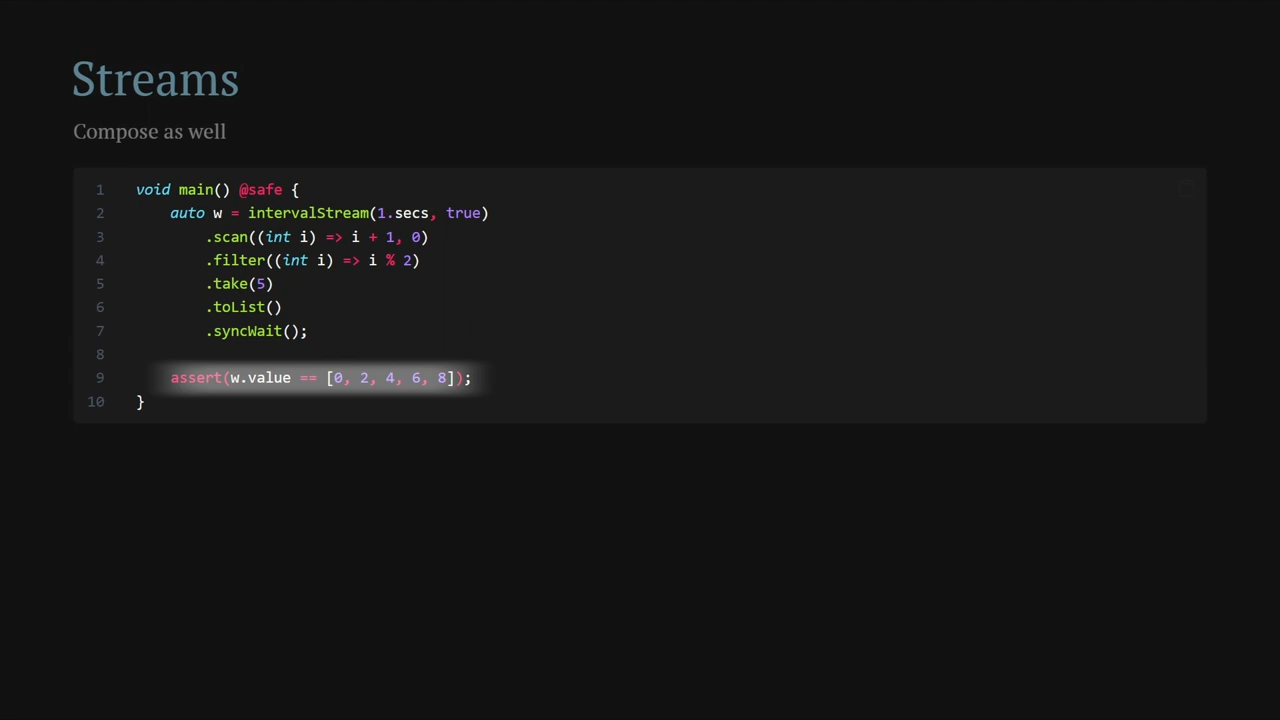 Streams
Compose as well
1 void main() @safe {
2 auto w = intervalStream(1.secs, true)
3 .scan((int i) => i + 1, 0)
4 .filter((int i) => i % 2)
5 .take(5)
6 .toList()
7 .syncWait();
8
9 assert(w.value == [0, 2, 4, 6, 8]);
10 }